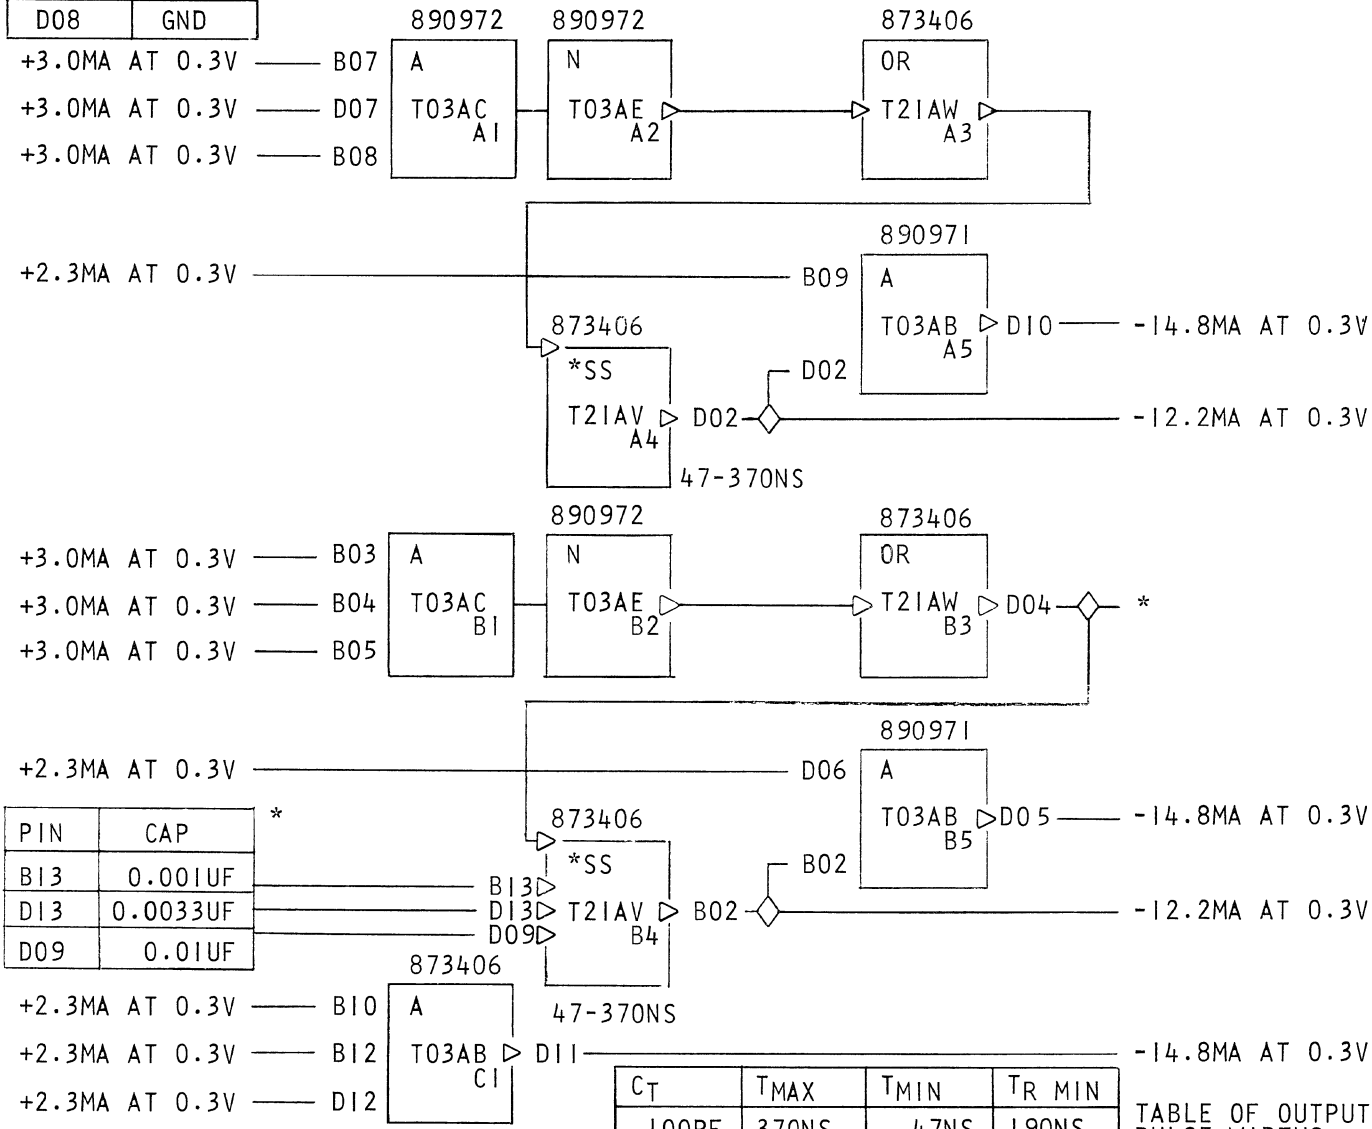 D08 GND
890972 890972 873406
+3.0MA AT 0.3V B07 A N OR
+3.0MA AT 0.3V D07 T03AC T03AE T21AW
A1 A2 A3
+3.0MA AT 0.3V B08
890971
+2.3MA AT 0.3V B09 A
873406 T03AB D10 -14.8MA AT 0.3V
A5
*SS D02
T21AV D02 -12.2MA AT 0.3V
A4
47-370NS
890972 873406
+3.0MA AT 0.3V B03 A N OR
+3.0MA AT 0.3V B04 T03AC T03AE T21AW D04 *
B1 B2 B3
+3.0MA AT 0.3V B05
890971
+2.3MA AT 0.3V D06 A
* 873406 T03AB D05 -14.8MA AT 0.3V
B5
PIN CAP
*SS B02
B13 0.001UF B13
D13 0.0033UF D13 T21AV B02 -12.2MA AT 0.3V
D09 0.01UF D09 B4
873406
+2.3MA AT 0.3V B10 A 47-370NS
+2.3MA AT 0.3V B12 T03AB D11 -14.8MA AT 0.3V
C1
+2.3MA AT 0.3V D12
CT TMAX TMIN TR MIN
TABLE OF OUTPUT
100PF 370NS 47NS 190NS